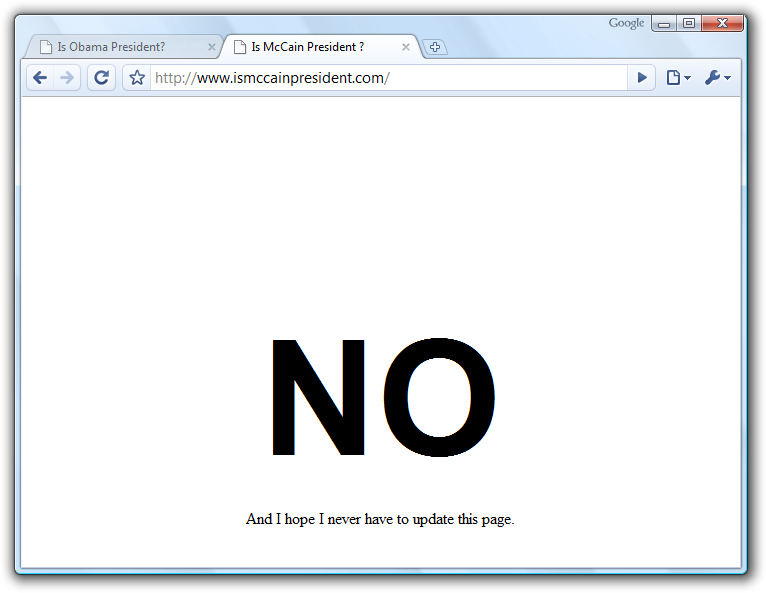 Google
Is Obama President?
Is McCain President ?
http://www.ismccainpresident.com/
NO
And I hope I never have to update this page.